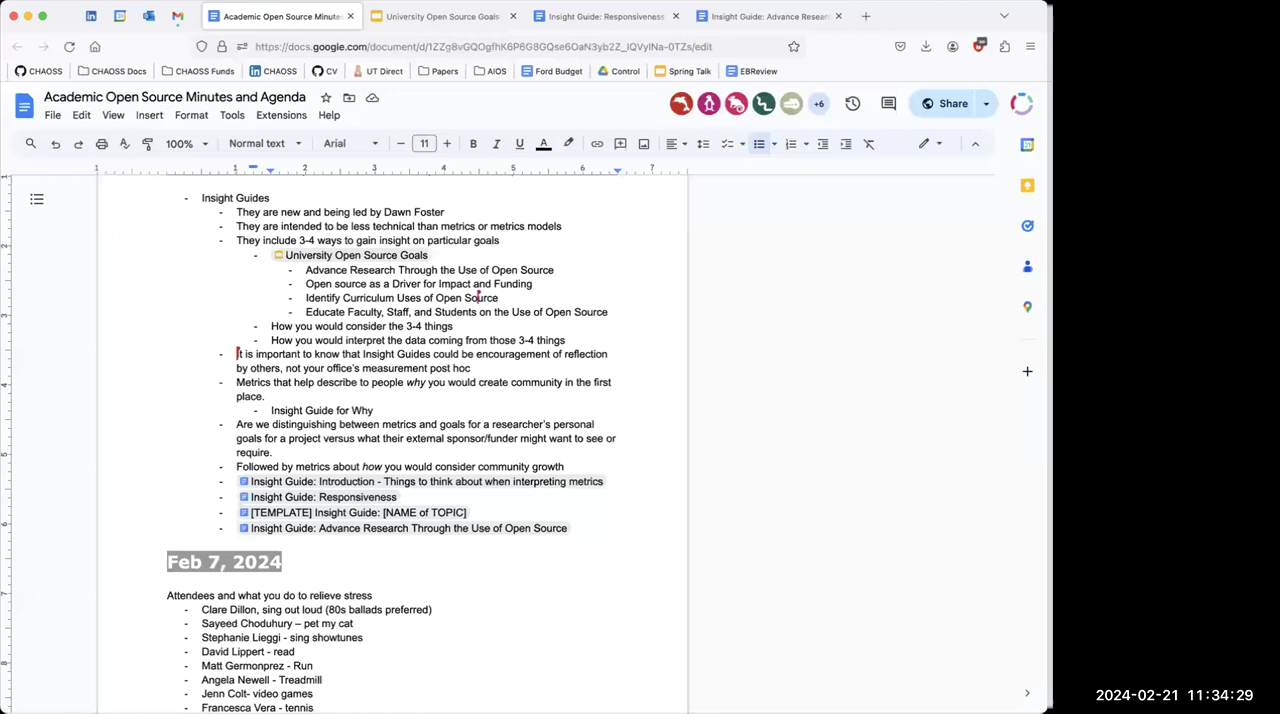 Academic Open Source Minutes
University Open Source Goals
Insight Guide: Responsiveness
Insight Guide: Advance Resear
https://docs.google.com/document/d/1ZZg8vGQOgfhK6P6G8GQse6OaN3yb2Z_iQVyINa-0TZs/edit
CHAOSS
CHAOSS Docs
CHAOSS Funds
CHAOSS
CV
UT Direct
Papers
AIOS
Ford Budget
Control
Spring Talk
EBReview
Academic Open Source Minutes and Agenda
File Edit View Insert Format Tools Extensions Help
+6
Share
100% Normal text Arial 11 B I U A
1 1 2 3 4 5 6 7
- Insight Guides
- They are new and being led by Dawn Foster
- They are intended to be less technical than metrics or metrics models
- They include 3-4 ways to gain insight on particular goals
- University Open Source Goals
- Advance Research Through the Use of Open Source
- Open source as a Driver for Impact and Funding
- Identify Curriculum Uses of Open Source
- Educate Faculty, Staff, and Students on the Use of Open Source
- How you would consider the 3-4 things
- How you would interpret the data coming from those 3-4 things
- It is important to know that Insight Guides could be encouragement of reflection
by others, not your office's measurement post hoc
- Metrics that help describe to people why you would create community in the first
place.
- Insight Guide for Why
- Are we distinguishing between metrics and goals for a researcher's personal
goals for a project versus what their external sponsor/funder might want to see or
require.
- Followed by metrics about how you would consider community growth
- Insight Guide: Introduction - Things to think about when interpreting metrics
- Insight Guide: Responsiveness
- [TEMPLATE] Insight Guide: [NAME of TOPIC]
- Insight Guide: Advance Research Through the Use of Open Source
Feb 7, 2024
Attendees and what you do to relieve stress
- Clare Dillon, sing out loud (80s ballads preferred)
- Sayeed Choduhury – pet my cat
- Stephanie Lieggi - sing showtunes
- David Lippert - read
- Matt Germonprez - Run
- Angela Newell - Treadmill
- Jenn Colt- video games
- Francesca Vera - tennis
2024-02-21 11:34:29